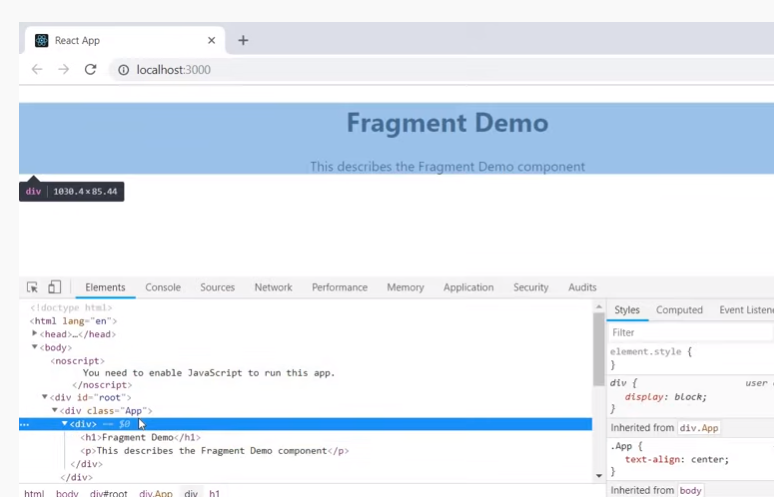 React App
localhost:3000
Fragment Demo
This describes the Fragment Demo component
div | 1030.4×85.44
Elements Console Sources Network Performance Memory Application Security Audits
<!doctype html>
<html lang="en">
<head>…</head>
<body>
<noscript>
You need to enable JavaScript to run this app.
</noscript>
<div id="root">
<div class="App">
... <div> == $0
<h1>Fragment Demo</h1>
<p>This describes the Fragment Demo component</p>
</div>
</div>
html body div#root div.App div h1
Styles Computed Event Listen
Filter
element.style {
}
div { user
display: block;
}
Inherited from div.App
.App {
text-align: center;
}
Inherited from body